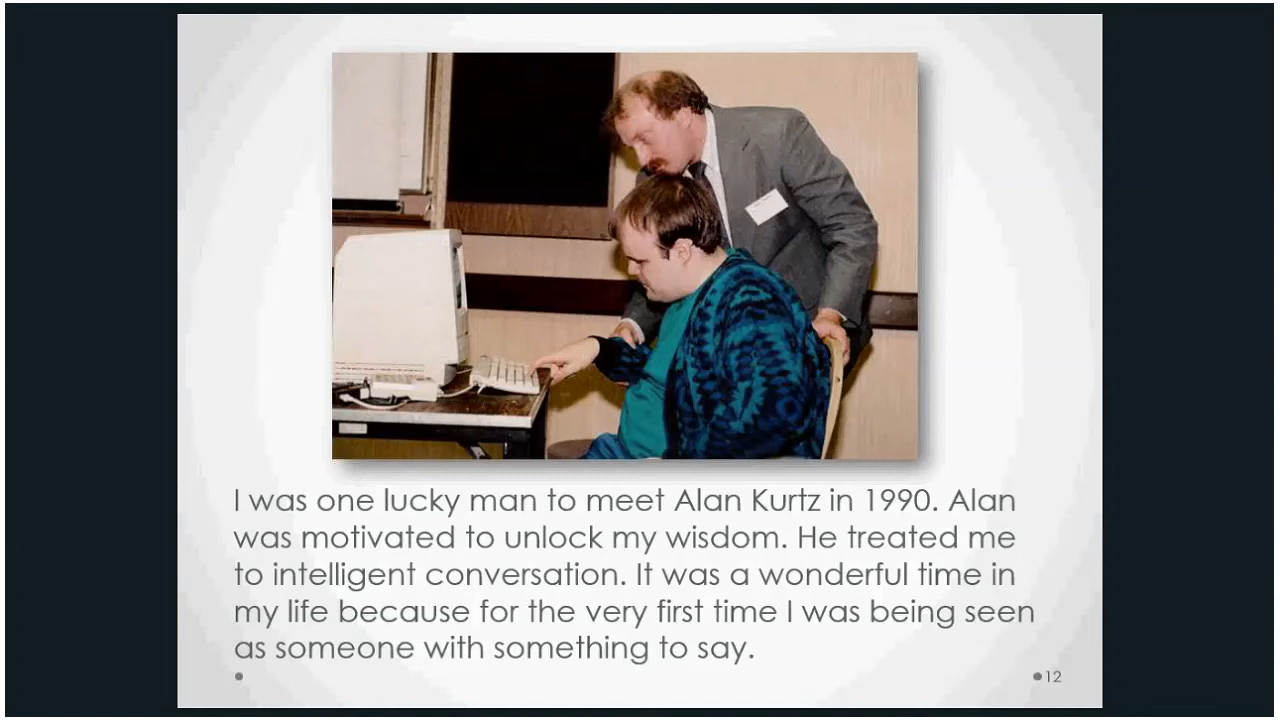 I was one lucky man to meet Alan Kurtz in 1990. Alan
was motivated to unlock my wisdom. He treated me
to intelligent conversation. It was a wonderful time in
my life because for the very first time I was being seen
as someone with something to say.
12